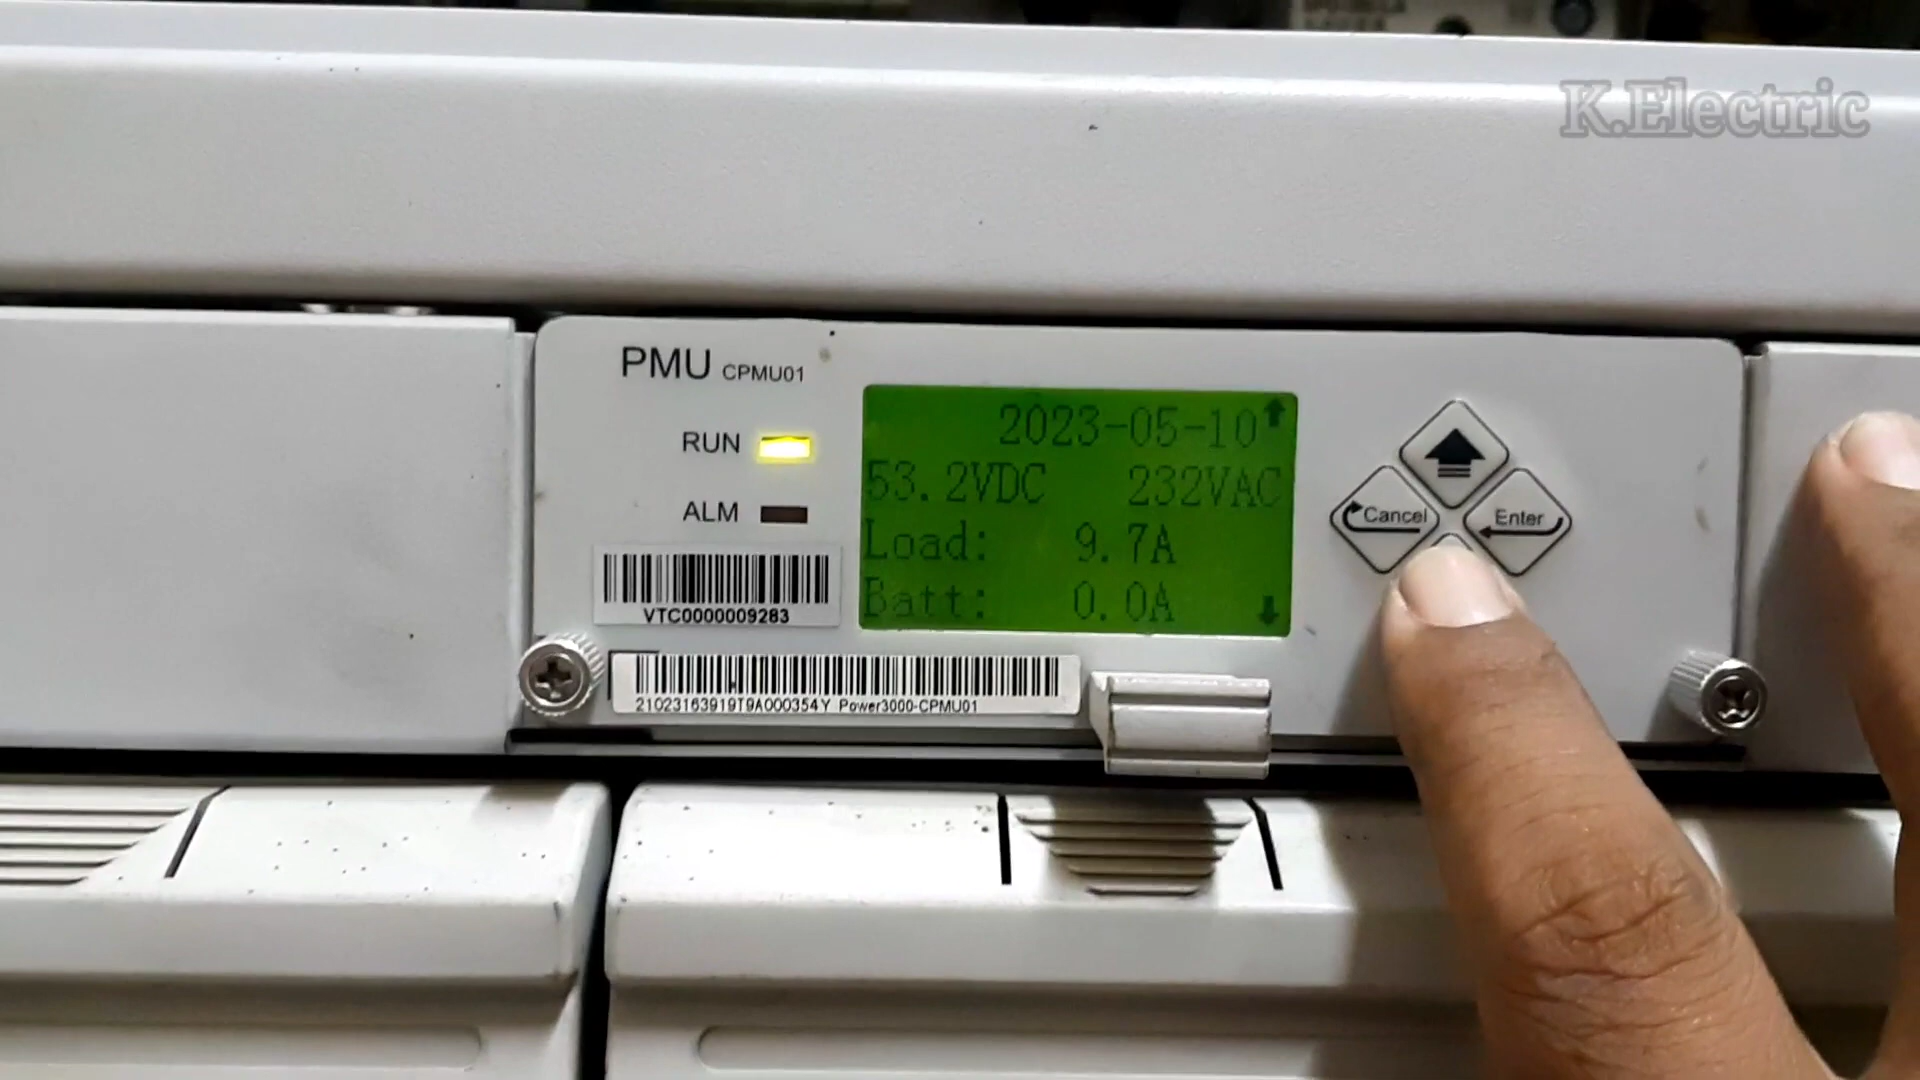 K.Electric
PMU CPMU01
RUN
ALM
2023-05-10
53.2VDC 232VAC
Load: 9.7A
Batt: 0.0A
Cancel
Enter
VTC0000009283
21023163919T9A000354Y Power3000-CPMU01